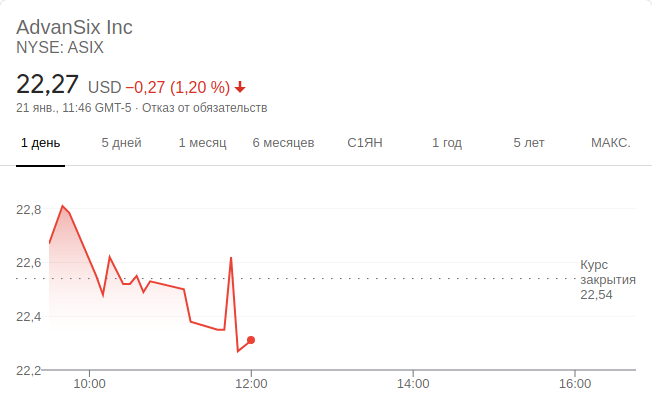 AdvanSix Inc
NYSE: ASIX
22,27 USD −0,27 (1,20 %)
21 янв., 11:46 GMT-5 · Отказ от обязательств
1 день 5 дней 1 месяц 6 месяцев С1ЯН 1 год 5 лет МАКС.
22,8
22,6
Курс
закрытия
22,54
22,4
22,2
10:00 12:00 14:00 16:00